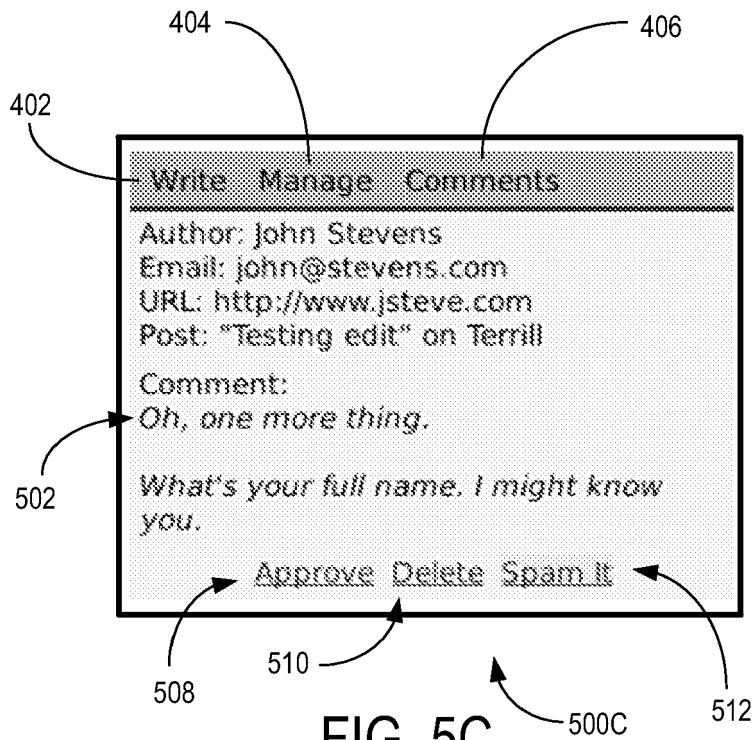 404
406
402
Write Manage Comments
Author: John Stevens
Email: john@stevens.com
URL: http://www.jsteve.com
Post: "Testing edit" on Terrill
Comment:
Oh, one more thing.
502
What's your full name. I might know
you.
Approve Delete Spam It
508
510
512
500C
FIG. 5C